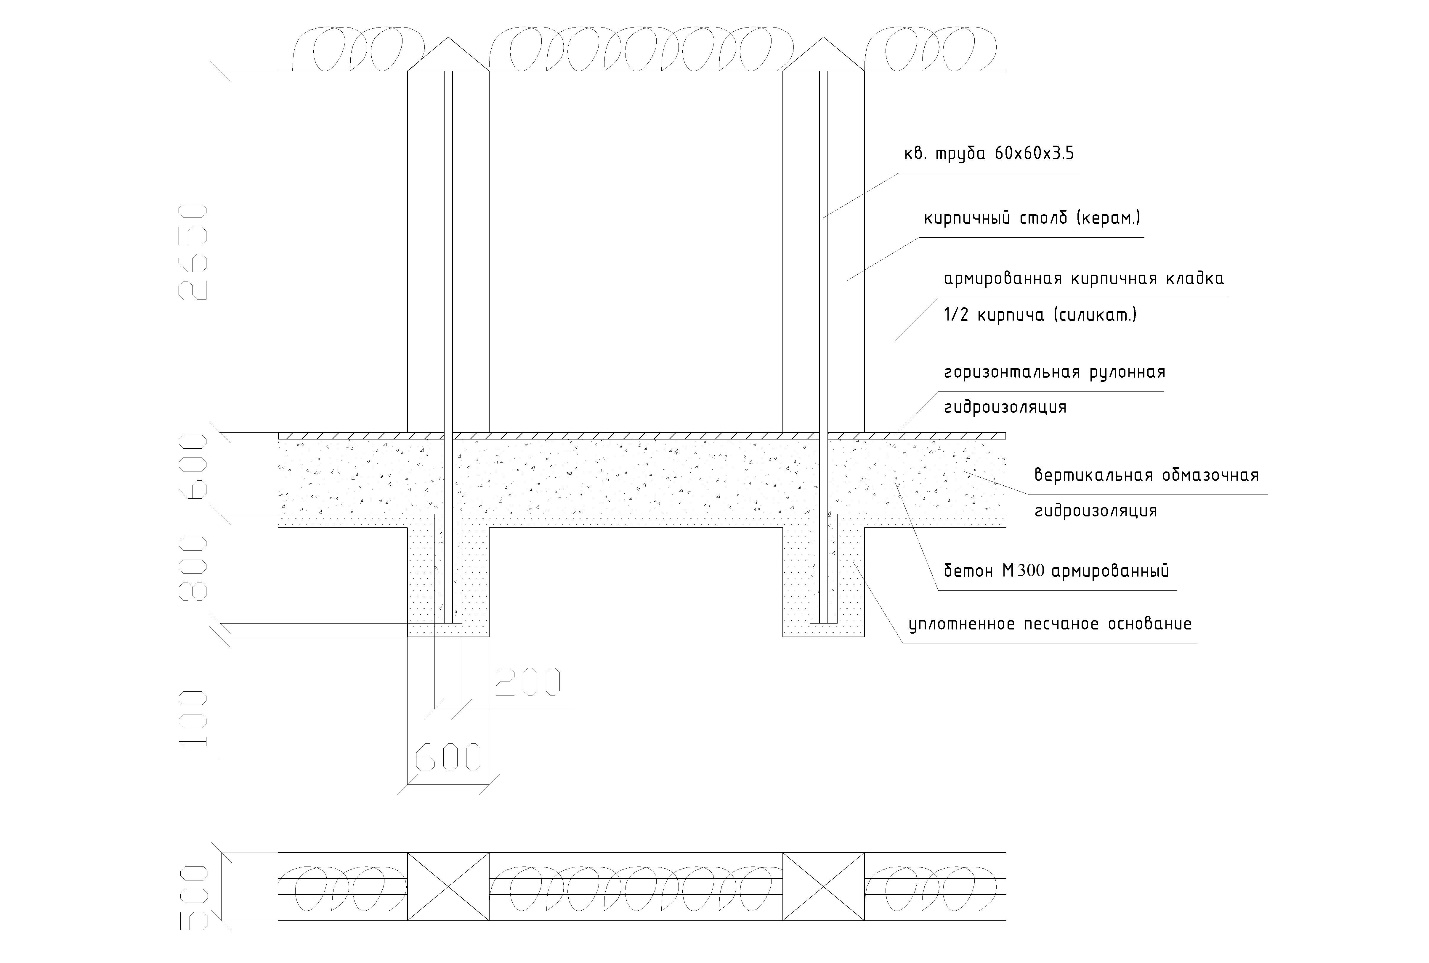 кв. труба 60х60х3.5
кирпичный столб (керам.)
армированная кирпичная кладка
1/2 кирпича (силикат.)
горизонтальная рулонная
гидроизоляция
вертикальная обмазочная
гидроизоляция
бетон М300 армированный
уплотненное песчаное основание
2550
600
800
100
200
600
500